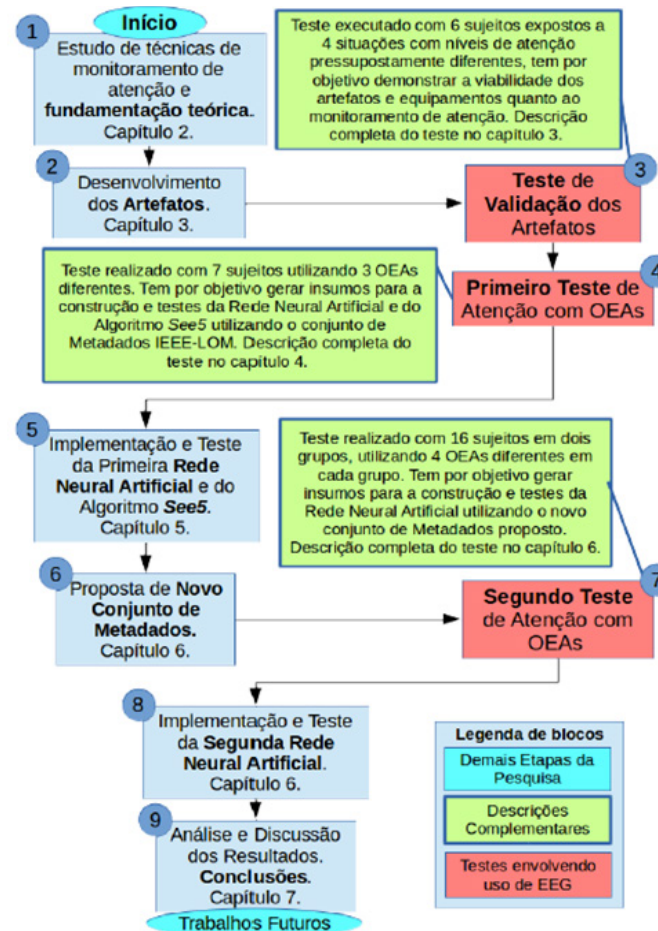 Início
1
Estudo de técnicas de
monitoramento de
atenção e
fundamentação teórica.
Capítulo 2.
Teste executado com 6 sujeitos expostos a
4 situações com níveis de atenção
pressupostamente diferentes, tem por
objetivo demonstrar a viabilidade dos
artefatos e equipamentos quanto ao
monitoramento de atenção. Descrição
completa do teste no capítulo 3.
2
Desenvolvimento
dos Artefatos.
Capítulo 3.
3
Teste de
Validação dos
Artefatos
Teste realizado com 7 sujeitos utilizando 3 OEAs
diferentes. Tem por objetivo gerar insumos para a
construção e testes da Rede Neural Artificial e do
Algoritmo See5 utilizando o conjunto de
Metadados IEEE-LOM. Descrição completa do
teste no capítulo 4.
4
Primeiro Teste de
Atenção com OEAs
5
Implementação e Teste
da Primeira Rede
Neural Artificial e do
Algoritmo See5.
Capítulo 5.
Teste realizado com 16 sujeitos em dois
grupos, utilizando 4 OEAs diferentes em
cada grupo. Tem por objetivo gerar
insumos para a construção e testes da
Rede Neural Artificial utilizando o novo
conjunto de Metadados proposto.
Descrição completa do teste no capítulo 6.
6
Proposta de Novo
Conjunto de
Metadados.
Capítulo 6.
7
Segundo Teste
de Atenção com
OEAs
8
Implementação e Teste
da Segunda Rede
Neural Artificial.
Capítulo 6.
9
Análise e Discussão
dos Resultados.
Conclusões.
Capítulo 7.
Trabalhos Futuros
Legenda de blocos
Demais Etapas da
Pesquisa
Descrições
Complementares
Testes envolvendo
uso de EEG